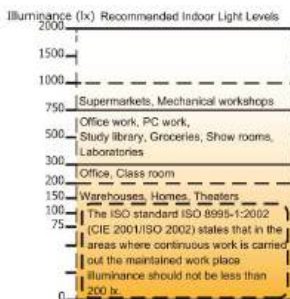 Illuminance (lx) Recommended Indoor Light Levels
2000
1500
1000
Supermarkets, Mechanical workshops
750
Office work, PC work,
500
Study library, Groceries, Show rooms,
Laboratories
300
Office, Class room
200
150
Warehouses, Homes, Theaters
100
75
The ISO standard ISO 8995-1:2002
(CIE 2001/ISO 2002) states that in the
areas where continuous work is carried
out the maintained work place
illuminance should not be less than
200 lx.
0